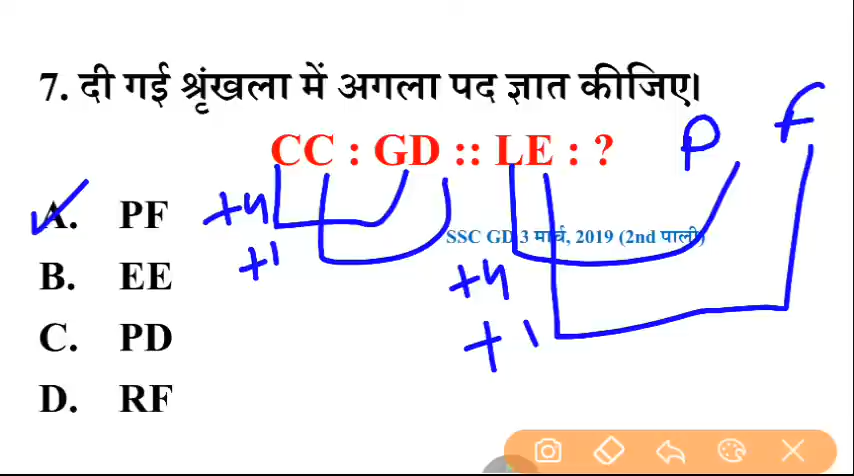 7. दी गई श्रृंखला में अगला पद ज्ञात कीजिए।
CC : GD :: LE : ? P F
A. PF +4
SSC GD 3 मार्च, 2019 (2nd पाली)
+1
B. EE +4
C. PD +1
D. RF